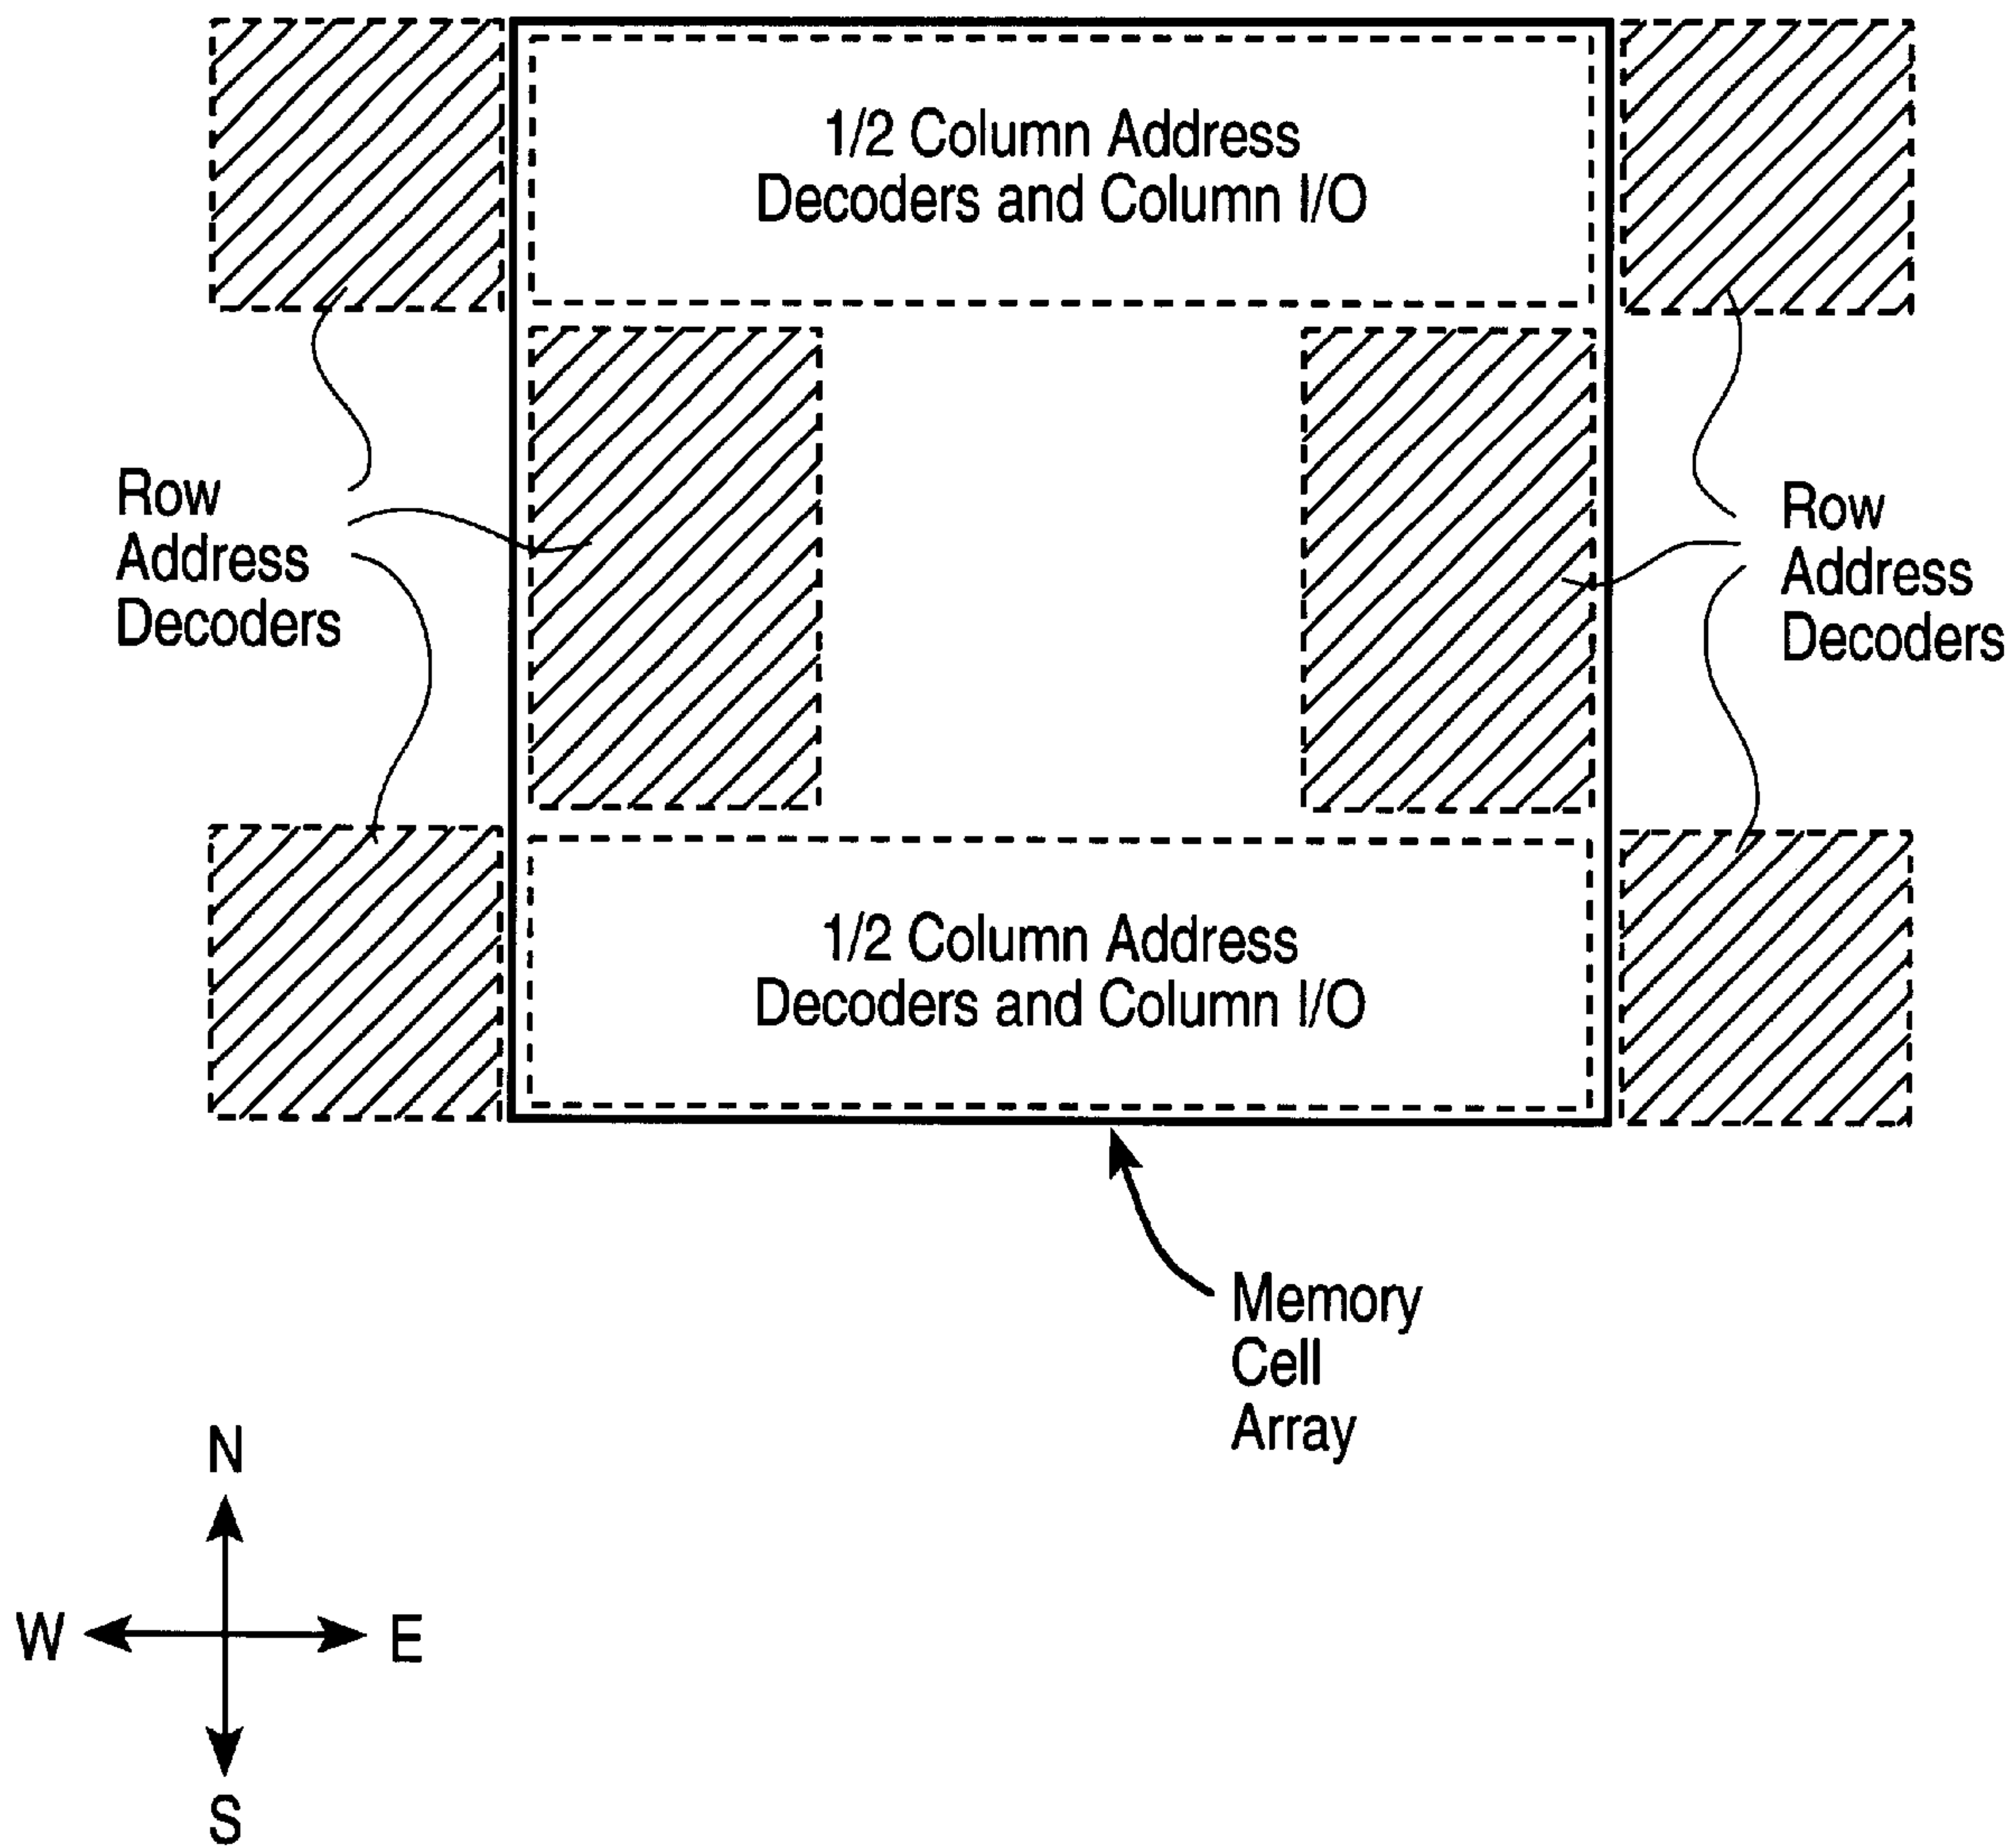 1/2 Column Address
Decoders and Column I/O
Row
Address
Decoders
Row
Address
Decoders
1/2 Column Address
Decoders and Column I/O
Memory
Cell
Array
N
W
E
S